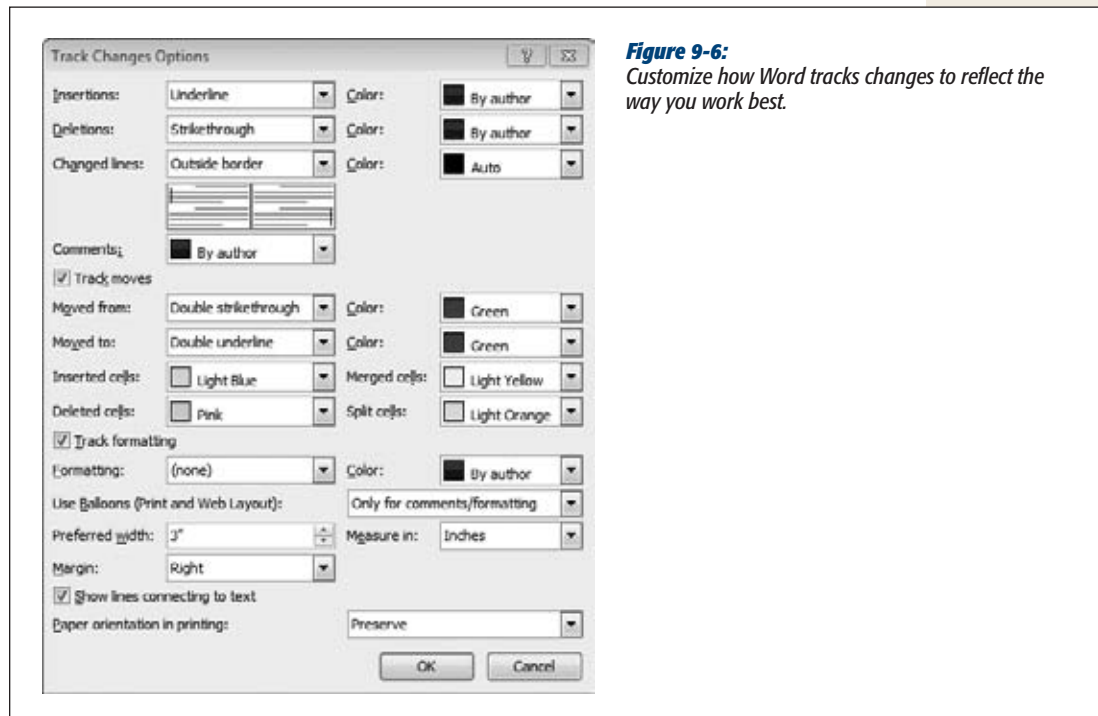 Track Changes Options
Figure 9-6:
Customize how Word tracks changes to reflect the
way you work best.
Insertions: Underline Color: By author
Deletions: Strikethrough Color: By author
Changed lines: Outside border Color: Auto
Comments: By author
Track moves
Moved from: Double strikethrough Color: Green
Moved to: Double underline Color: Green
Inserted cells: Light Blue Merged cells: Light Yellow
Deleted cells: Pink Split cells: Light Orange
Track formatting
Formatting: (none) Color: By author
Use Balloons (Print and Web Layout): Only for comments/formatting
Preferred width: 3" Measure in: Inches
Margin: Right
Show lines connecting to text
Paper orientation in printing: Preserve
OK Cancel